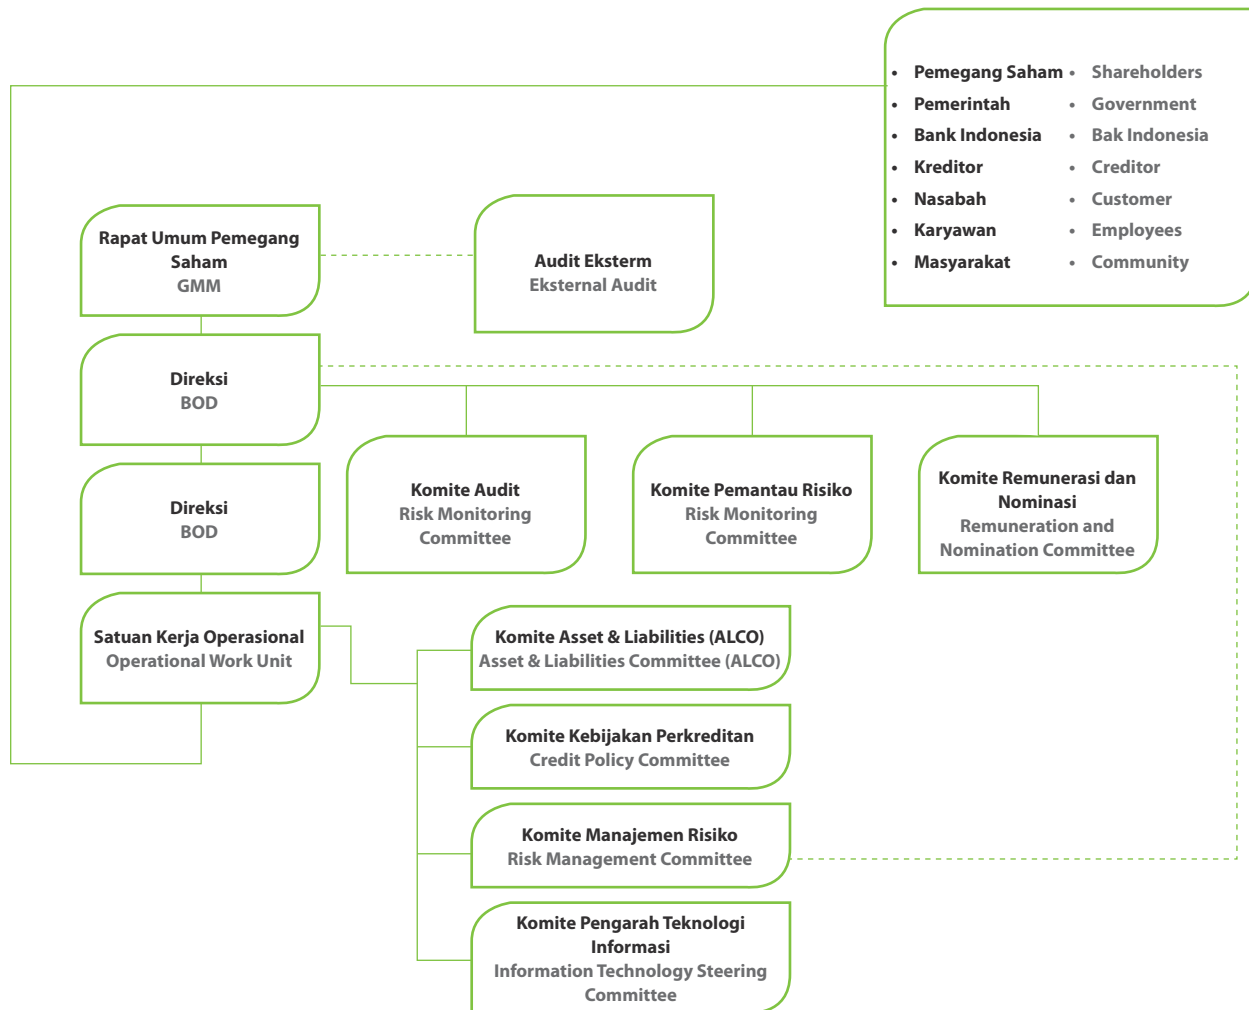 • Pemegang Saham • Shareholders
• Pemerintah • Government
• Bank Indonesia • Bak Indonesia
• Kreditor • Creditor
• Nasabah • Customer
• Karyawan • Employees
• Masyarakat • Community
Rapat Umum Pemegang
Saham
GMM
Audit Eksterm
Eksternal Audit
Direksi
BOD
Direksi
BOD
Komite Audit
Risk Monitoring
Committee
Komite Pemantau Risiko
Risk Monitoring
Committee
Komite Remunerasi dan
Nominasi
Remuneration and
Nomination Committee
Satuan Kerja Operasional
Operational Work Unit
Komite Asset & Liabilities (ALCO)
Asset & Liabilities Committee (ALCO)
Komite Kebijakan Perkreditan
Credit Policy Committee
Komite Manajemen Risiko
Risk Management Committee
Komite Pengarah Teknologi
Informasi
Information Technology Steering
Committee